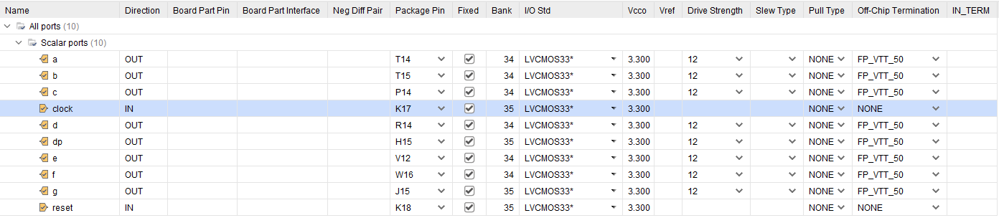 Name Direction Board Part Pin Board Part Interface Neg Diff Pair Package Pin Fixed Bank I/O Std Vcco Vref Drive Strength Slew Type Pull Type Off-Chip Termination IN_TERM
All ports (10)
Scalar ports (10)
a OUT T14 34 LVCMOS33* 3.300 12 NONE FP_VTT_50
b OUT T15 34 LVCMOS33* 3.300 12 NONE FP_VTT_50
c OUT P14 34 LVCMOS33* 3.300 12 NONE FP_VTT_50
clock IN K17 35 LVCMOS33* 3.300 NONE NONE
d OUT R14 34 LVCMOS33* 3.300 12 NONE FP_VTT_50
dp OUT H15 35 LVCMOS33* 3.300 12 NONE FP_VTT_50
e OUT V12 34 LVCMOS33* 3.300 12 NONE FP_VTT_50
f OUT W16 34 LVCMOS33* 3.300 12 NONE FP_VTT_50
g OUT J15 35 LVCMOS33* 3.300 12 NONE FP_VTT_50
reset IN K18 35 LVCMOS33* 3.300 NONE NONE